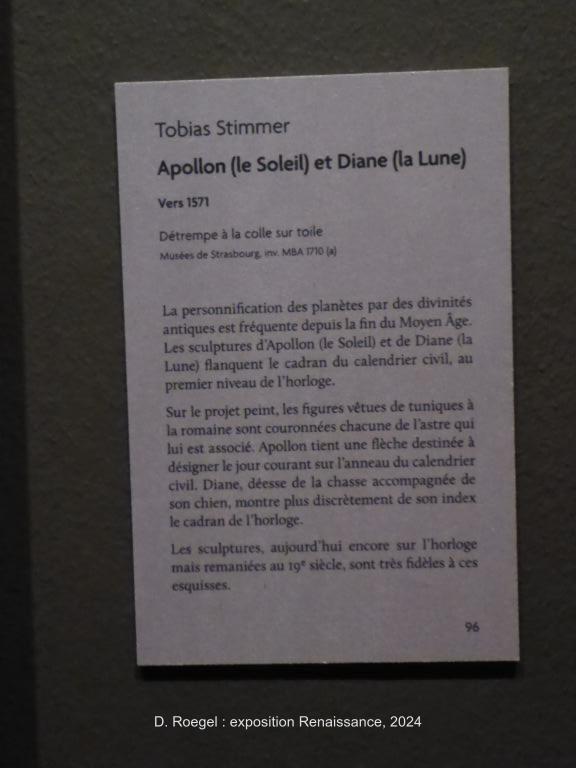 Tobias Stimmer
Apollon (le Soleil) et Diane (la Lune)
Vers 1571
Détrempe à la colle sur toile
Musées de Strasbourg, inv. MBA 1710 (a)
La personnification des planètes par des divinités
antiques est fréquente depuis la fin du Moyen Âge.
Les sculptures d'Apollon (le Soleil) et de Diane (la
Lune) flanquent le cadran du calendrier civil, au
premier niveau de l'horloge.
Sur le projet peint, les figures vêtues de tuniques à
la romaine sont couronnées chacune de l'astre qui
lui est associé. Apollon tient une flèche destinée à
désigner le jour courant sur l'anneau du calendrier
civil. Diane, déesse de la chasse accompagnée de
son chien, montre plus discrètement de son index
le cadran de l'horloge.
Les sculptures, aujourd'hui encore sur l'horloge
mais remaniées au 19e siècle, sont très fidèles à ces
esquisses.
96
D. Roegel : exposition Renaissance, 2024